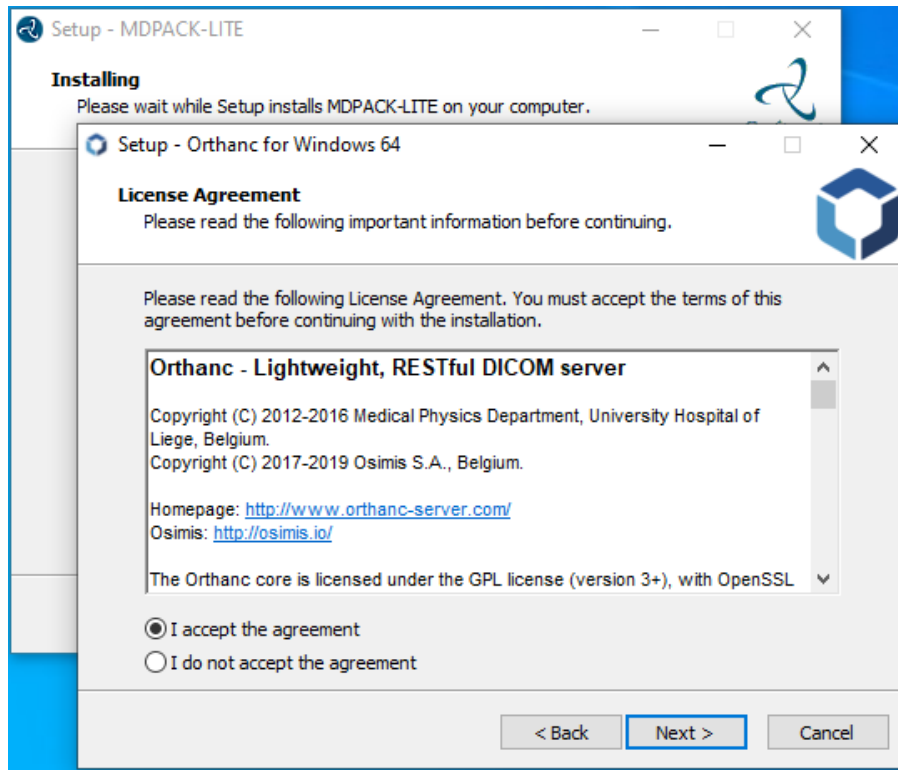 Setup - MDPACK-LITE
Installing
Please wait while Setup installs MDPACK-LITE on your computer.
Setup - Orthanc for Windows 64
License Agreement
Please read the following important information before continuing.
Please read the following License Agreement. You must accept the terms of this
agreement before continuing with the installation.
Orthanc - Lightweight, RESTful DICOM server
Copyright (C) 2012-2016 Medical Physics Department, University Hospital of
Liege, Belgium.
Copyright (C) 2017-2019 Osimis S.A., Belgium.
Homepage: http://www.orthanc-server.com/
Osimis: http://osimis.io/
The Orthanc core is licensed under the GPL license (version 3+), with OpenSSL
I accept the agreement
I do not accept the agreement
< Back
Next >
Cancel